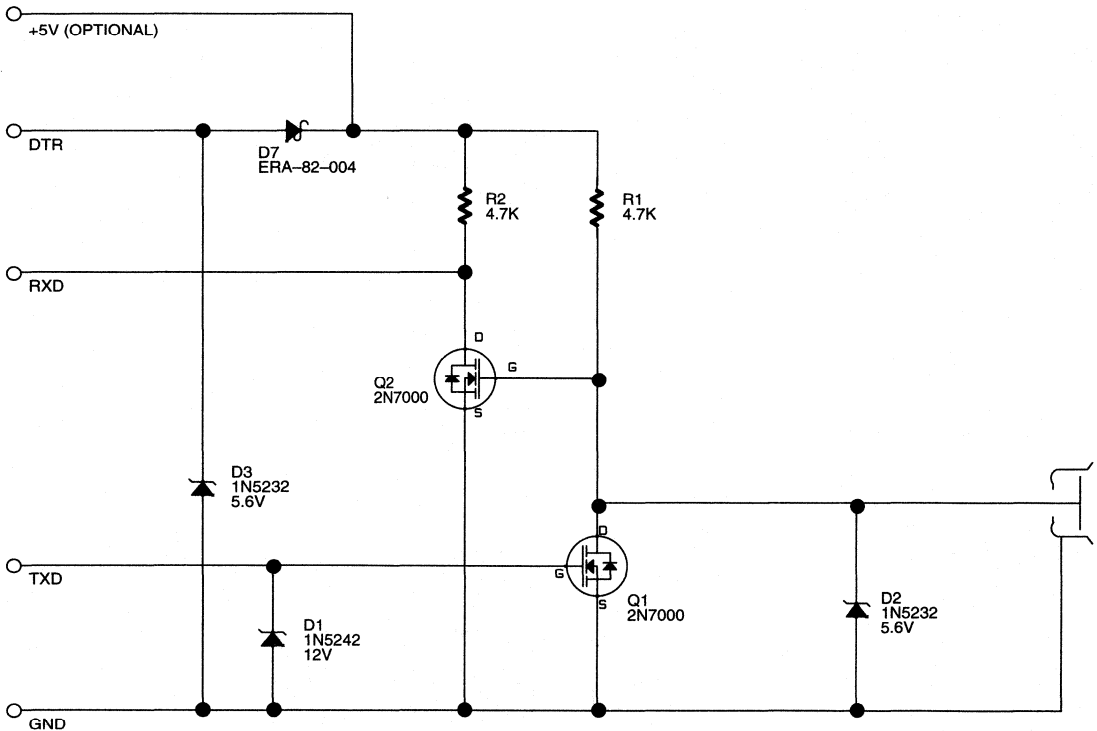 +5V (OPTIONAL)
DTR
D7
ERA–82–004
R2
4.7K
R1
4.7K
RXD
D
G
Q2
2N7000
S
D3
1N5232
5.6V
D
TXD
G
S
Q1
2N7000
D1
1N5242
12V
D2
1N5232
5.6V
GND